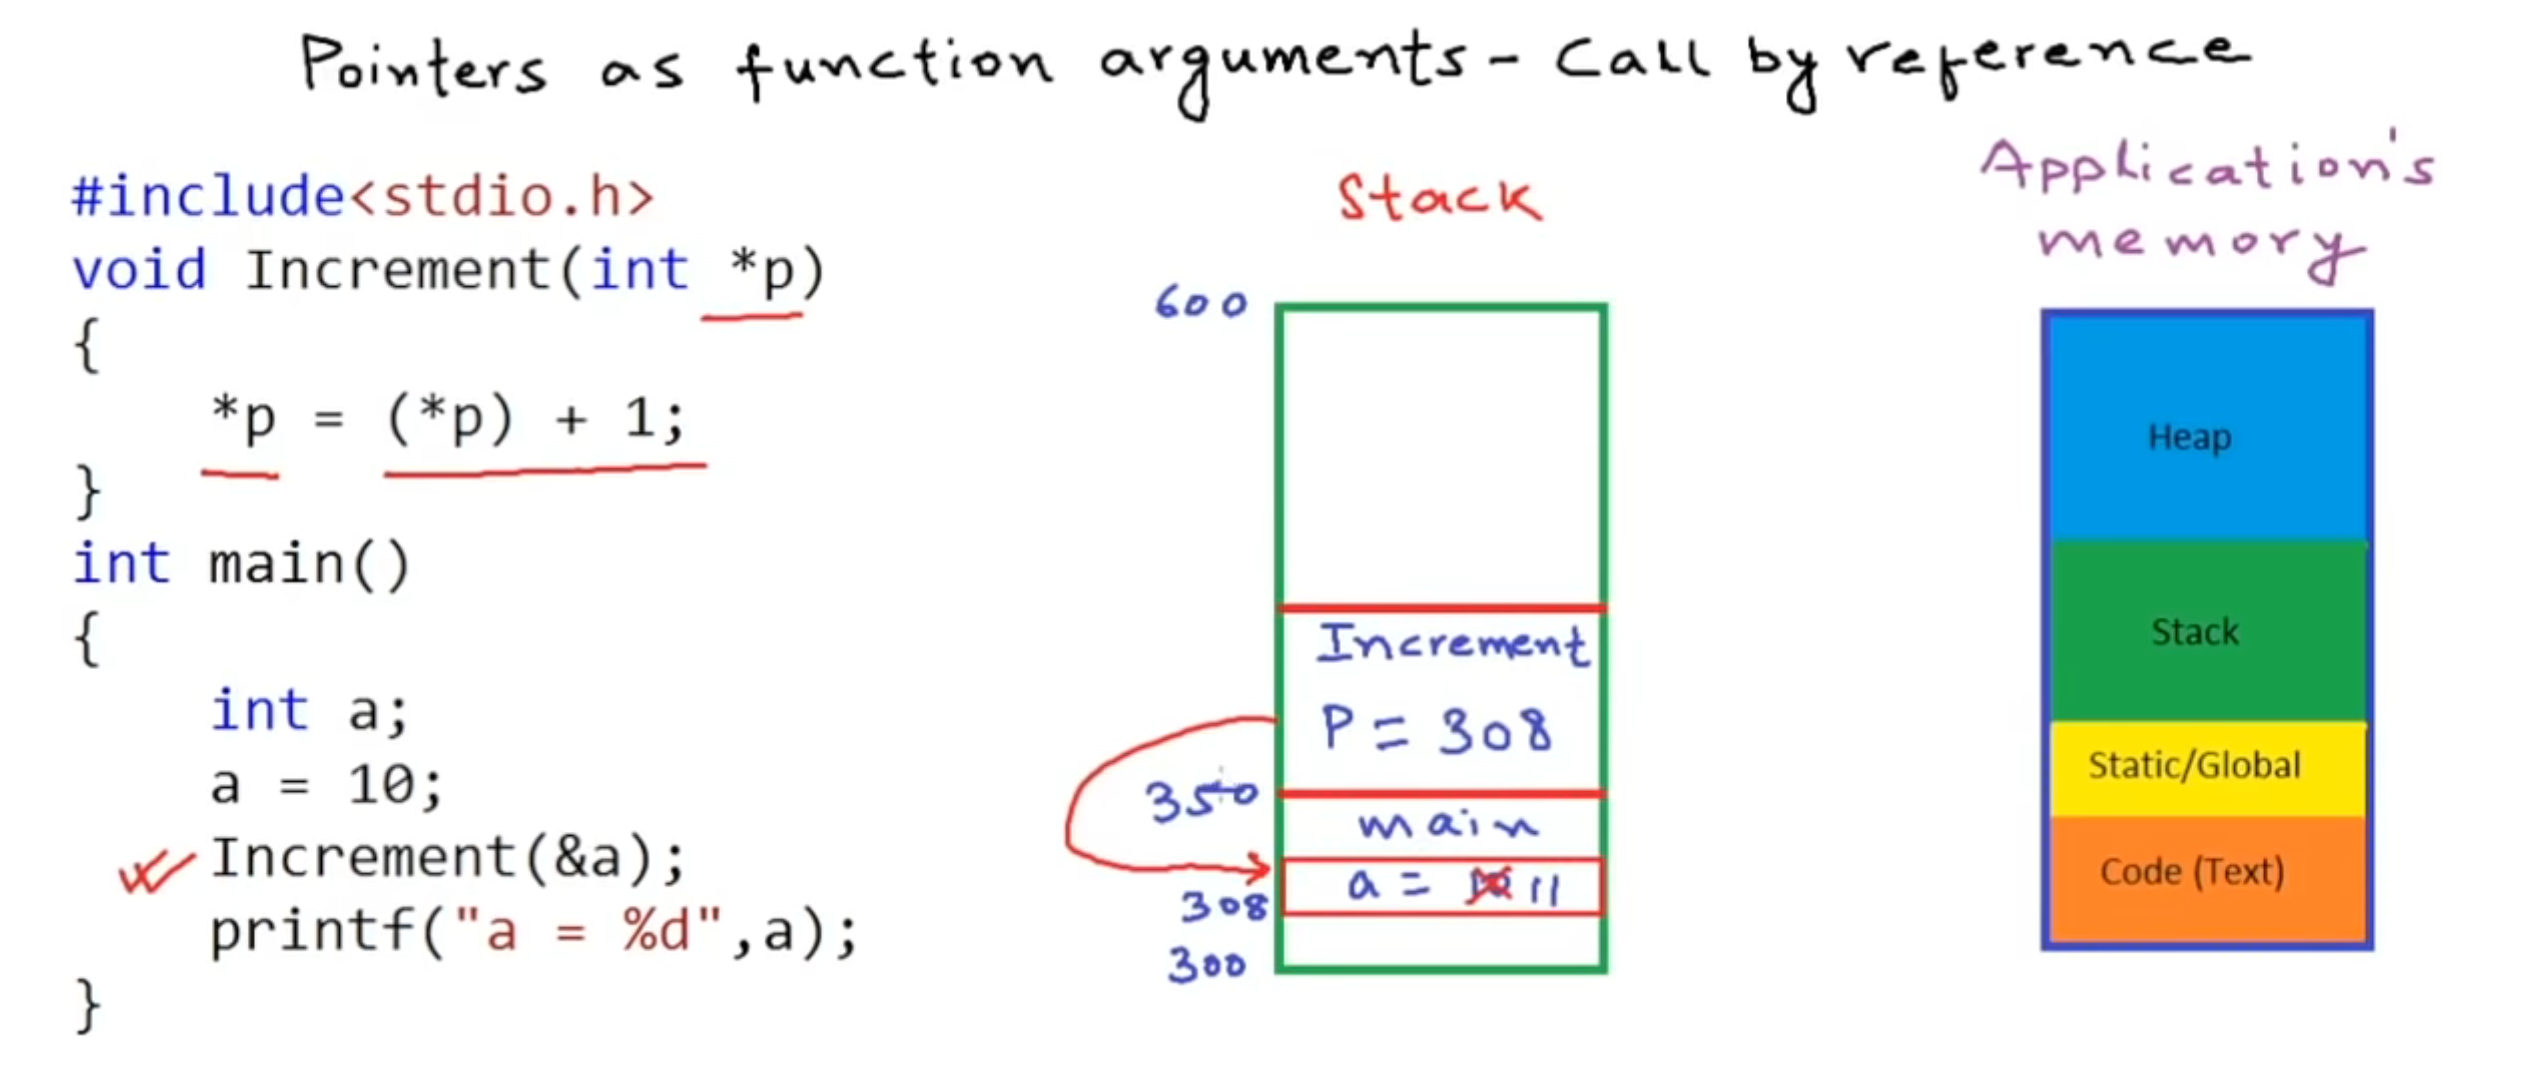 Pointers as function arguments - Call by reference
#include<stdio.h>
void Increment(int *p)
{
*p = (*p) + 1;
}
int main()
{
int a;
a = 10;
Increment(&a);
printf("a = %d",a);
}
Stack
600
Increment
P = 308
350
main
a = 10 11
308
300
Application's
memory
Heap
Stack
Static/Global
Code (Text)